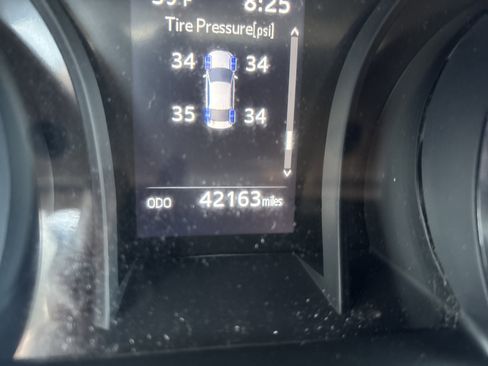 8:25
Tire Pressure[psi]
34 34
35 34
ODO 42163 miles